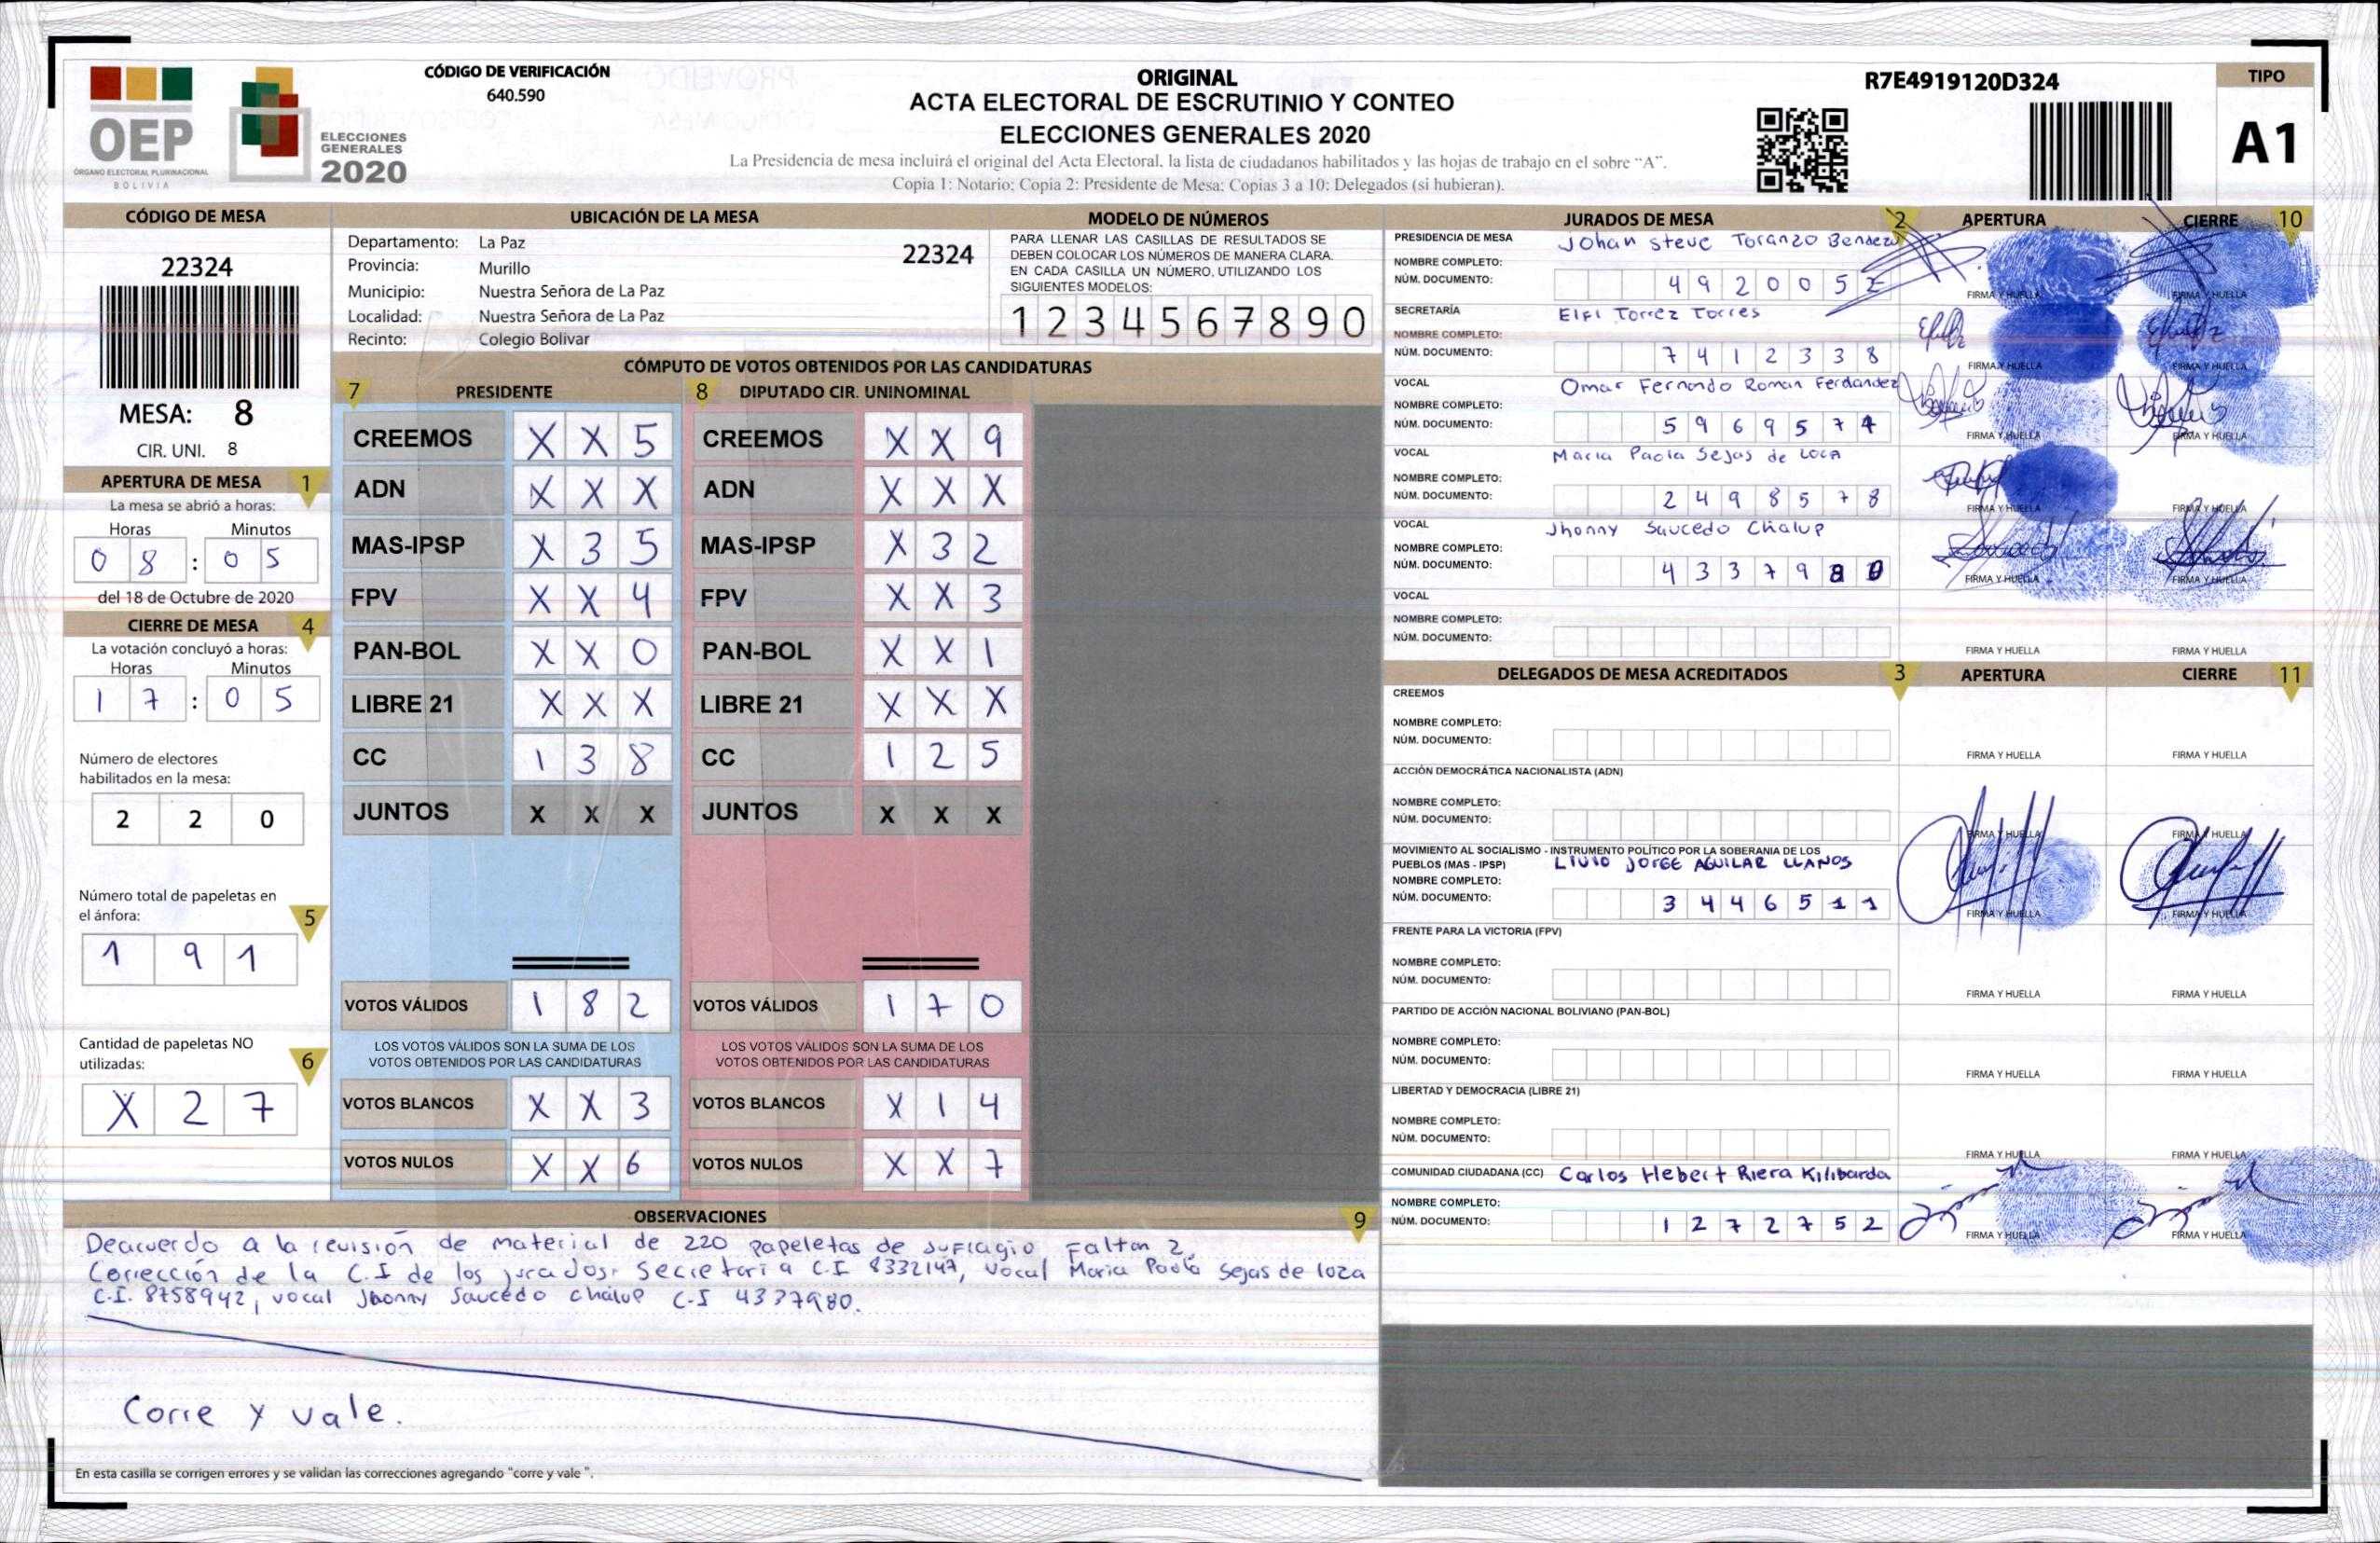 OEP
ÓRGANO ELECTORAL PLURINACIONAL
BOLIVIA
ELECCIONES
GENERALES
2020
CÓDIGO DE VERIFICACIÓN
640.590
ORIGINAL
ACTA ELECTORAL DE ESCRUTINIO Y CONTEO
ELECCIONES GENERALES 2020
La Presidencia de mesa incluirá el original del Acta Electoral, la lista de ciudadanos habilitados y las hojas de trabajo en el sobre “A”.
Copia 1: Notario; Copia 2: Presidente de Mesa; Copias 3 a 10: Delegados (si hubieran).
R7E4919120D324
TIPO
A1
CÓDIGO DE MESA
22324
MESA: 8
CIR. UNI. 8
APERTURA DE MESA 1
La mesa se abrió a horas:
Horas Minutos
0 8 : 0 5
del 18 de Octubre de 2020
CIERRE DE MESA 4
La votación concluyó a horas:
Horas Minutos
1 7 : 0 5
Número de electores
habilitados en la mesa:
2 2 0
Número total de papeletas en
el ánfora: 5
1 9 1
Cantidad de papeletas NO
utilizadas: 6
X 2 7
UBICACIÓN DE LA MESA
Departamento: La Paz 22324
Provincia: Murillo
Municipio: Nuestra Señora de La Paz
Localidad: Nuestra Señora de La Paz
Recinto: Colegio Bolivar
MODELO DE NÚMEROS
PARA LLENAR LAS CASILLAS DE RESULTADOS SE
DEBEN COLOCAR LOS NÚMEROS DE MANERA CLARA.
EN CADA CASILLA UN NÚMERO, UTILIZANDO LOS
SIGUIENTES MODELOS:
1 2 3 4 5 6 7 8 9 0
CÓMPUTO DE VOTOS OBTENIDOS POR LAS CANDIDATURAS
7 PRESIDENTE 8 DIPUTADO CIR. UNINOMINAL
CREEMOS X X 5 CREEMOS X X 9
ADN X X X ADN X X X
MAS-IPSP X 3 5 MAS-IPSP X 3 2
FPV X X 4 FPV X X 3
PAN-BOL X X 0 PAN-BOL X X 1
LIBRE 21 X X X LIBRE 21 X X X
CC 1 3 8 CC 1 2 5
JUNTOS X X X JUNTOS X X X
VOTOS VÁLIDOS 1 8 2 VOTOS VÁLIDOS 1 7 0
LOS VOTOS VÁLIDOS SON LA SUMA DE LOS LOS VOTOS VÁLIDOS SON LA SUMA DE LOS
VOTOS OBTENIDOS POR LAS CANDIDATURAS VOTOS OBTENIDOS POR LAS CANDIDATURAS
VOTOS BLANCOS X X 3 VOTOS BLANCOS X 1 4
VOTOS NULOS X X 6 VOTOS NULOS X X 7
OBSERVACIONES 9
Deacuerdo a la revisión de material de 220 papeletas de sufragio Faltan 2,
Corrección de la C.I de los jurados. Secretaria C.I 8332147, vocal Maria Paola Sejas de loza
C.I. 8758942, vocal Jhonny Saucedo Chalup C.I 4337980.
Corre y vale.
En esta casilla se corrigen errores y se validan las correcciones agregando "corre y vale ".
JURADOS DE MESA 2 APERTURA CIERRE 10
PRESIDENCIA DE MESA Johan Steve Toranzo Bendezu
NOMBRE COMPLETO:
NÚM. DOCUMENTO: 4 9 2 0 0 5 2
FIRMA Y HUELLA FIRMA Y HUELLA
SECRETARÍA Elfi Torrez Torres
NOMBRE COMPLETO:
NÚM. DOCUMENTO: 7 4 1 2 3 3 8
FIRMA Y HUELLA FIRMA Y HUELLA
VOCAL Omar Fernando Roman Ferdandez
NOMBRE COMPLETO:
NÚM. DOCUMENTO: 5 9 6 9 5 7 4
FIRMA Y HUELLA FIRMA Y HUELLA
VOCAL Maria Paola Sejas de LOCA
NOMBRE COMPLETO:
NÚM. DOCUMENTO: 2 4 9 8 5 7 8
FIRMA Y HUELLA FIRMA Y HUELLA
VOCAL Jhonny Saucedo Chalup
NOMBRE COMPLETO:
NÚM. DOCUMENTO: 4 3 3 7 9 8 0
FIRMA Y HUELLA FIRMA Y HUELLA
VOCAL
NOMBRE COMPLETO:
NÚM. DOCUMENTO:
FIRMA Y HUELLA FIRMA Y HUELLA
DELEGADOS DE MESA ACREDITADOS 3 APERTURA CIERRE 11
CREEMOS
NOMBRE COMPLETO:
NÚM. DOCUMENTO:
FIRMA Y HUELLA FIRMA Y HUELLA
ACCIÓN DEMOCRÁTICA NACIONALISTA (ADN)
NOMBRE COMPLETO:
NÚM. DOCUMENTO:
FIRMA Y HUELLA FIRMA Y HUELLA
MOVIMIENTO AL SOCIALISMO - INSTRUMENTO POLÍTICO POR LA SOBERANIA DE LOS
PUEBLOS (MAS - IPSP) LIVIO JORGE AGUILAR LLANOS
NOMBRE COMPLETO:
NÚM. DOCUMENTO: 3 4 4 6 5 1 1
FIRMA Y HUELLA FIRMA Y HUELLA
FRENTE PARA LA VICTORIA (FPV)
NOMBRE COMPLETO:
NÚM. DOCUMENTO:
FIRMA Y HUELLA FIRMA Y HUELLA
PARTIDO DE ACCIÓN NACIONAL BOLIVIANO (PAN-BOL)
NOMBRE COMPLETO:
NÚM. DOCUMENTO:
FIRMA Y HUELLA FIRMA Y HUELLA
LIBERTAD Y DEMOCRACIA (LIBRE 21)
NOMBRE COMPLETO:
NÚM. DOCUMENTO:
FIRMA Y HUELLA FIRMA Y HUELLA
COMUNIDAD CIUDADANA (CC) Carlos Hebert Riera Kilibarda
NOMBRE COMPLETO:
NÚM. DOCUMENTO: 1 2 7 2 7 5 2
FIRMA Y HUELLA FIRMA Y HUELLA